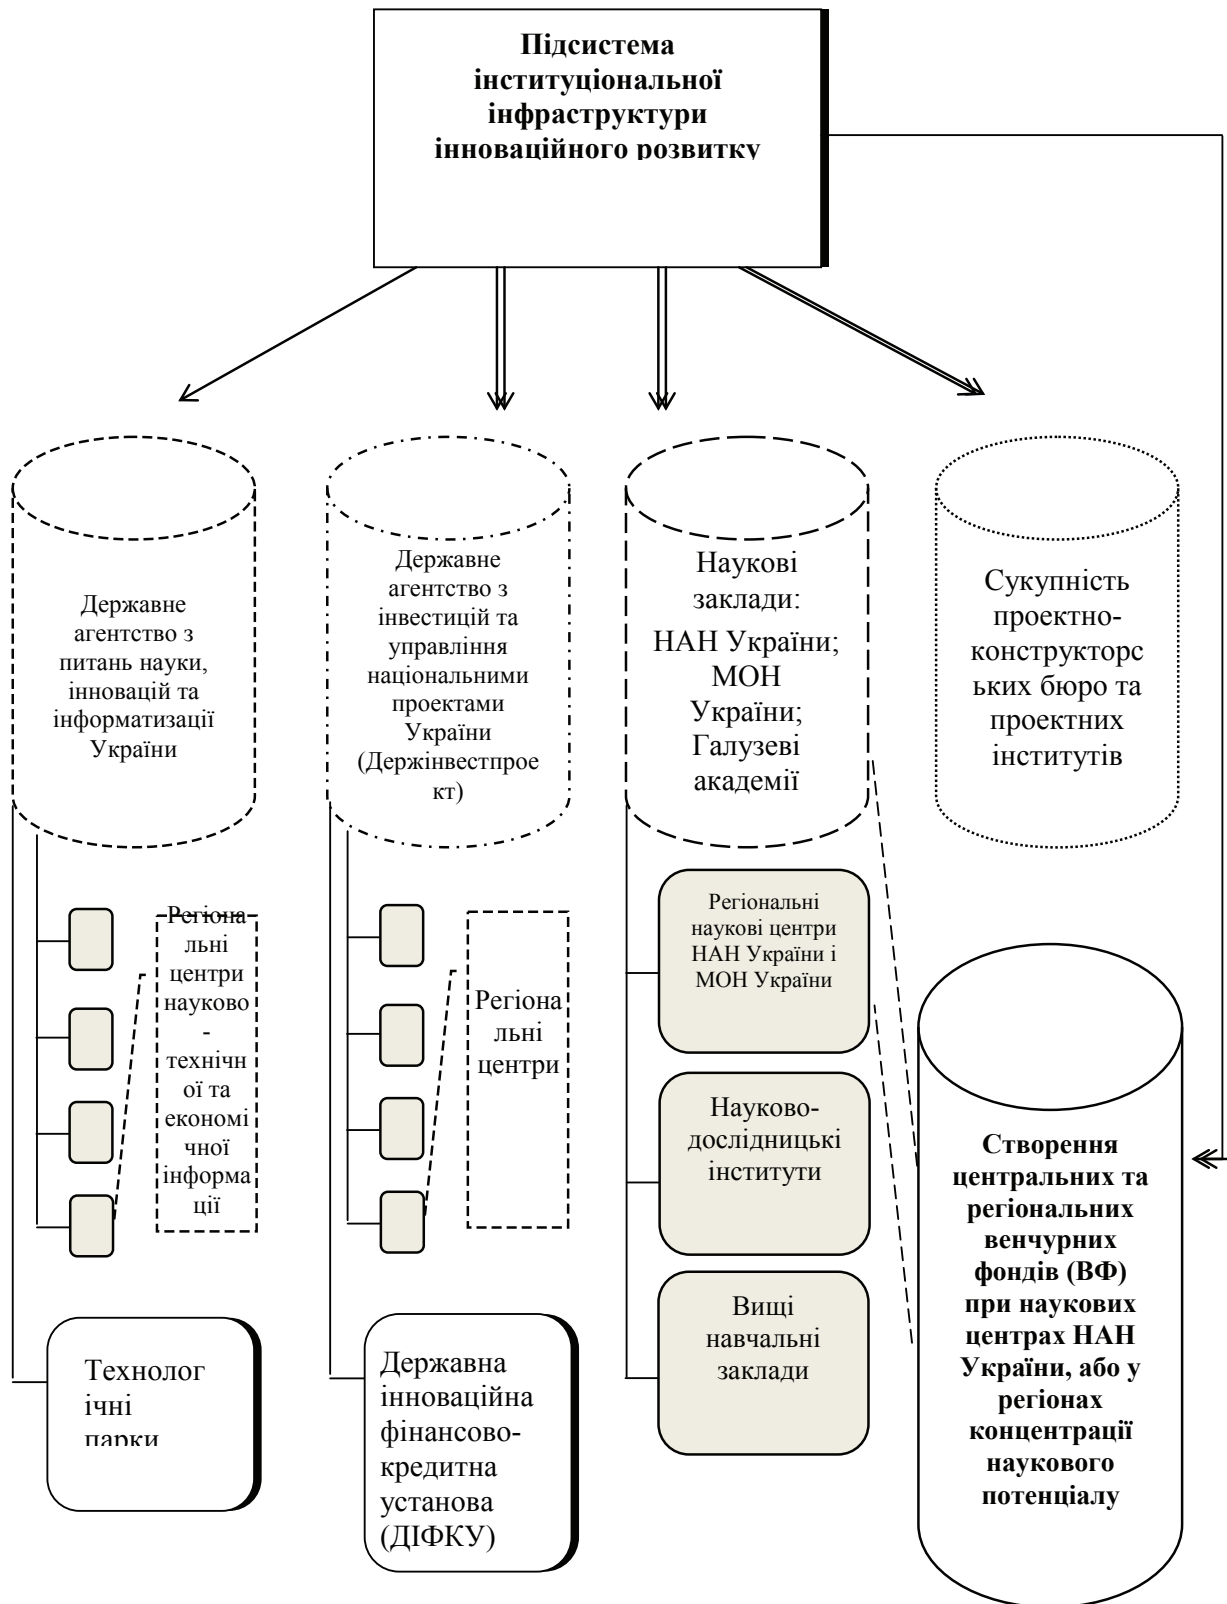 Підсистема
інституціональної
інфраструктури
інноваційного розвитку
Державне
агентство з
питань науки,
інновацій та
інформатизації
України
Державне
агентство з
інвестицій та
управління
національними
проектами
України
(Держінвестпрое
кт)
Наукові
заклади:
НАН України;
МОН
України;
Галузеві
академії
Сукупність
проектно-
конструкторс
ьких бюро та
проектних
інститутів
Регіона
льні
центри
науково
-
технічн
ої та
економі
чної
інформа
ції
Регіона
льні
центри
Регіональні
наукові центри
НАН України і
МОН України
Науково-
дослідницькі
інститути
Вищі
навчальні
заклади
Створення
центральних та
регіональних
венчурних
фондів (ВФ)
при наукових
центрах НАН
України, або у
регіонах
концентрації
наукового
потенціалу
Технолог
ічні
парки
Державна
інноваційна
фінансово-
кредитна
установа
(ДІФКУ)